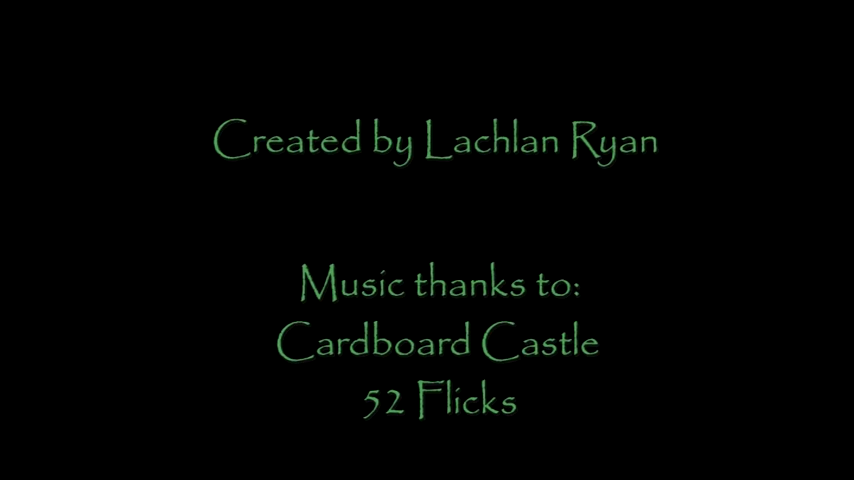 Created by Lachlan Ryan
Music thanks to:
Cardboard Castle
52 Flicks